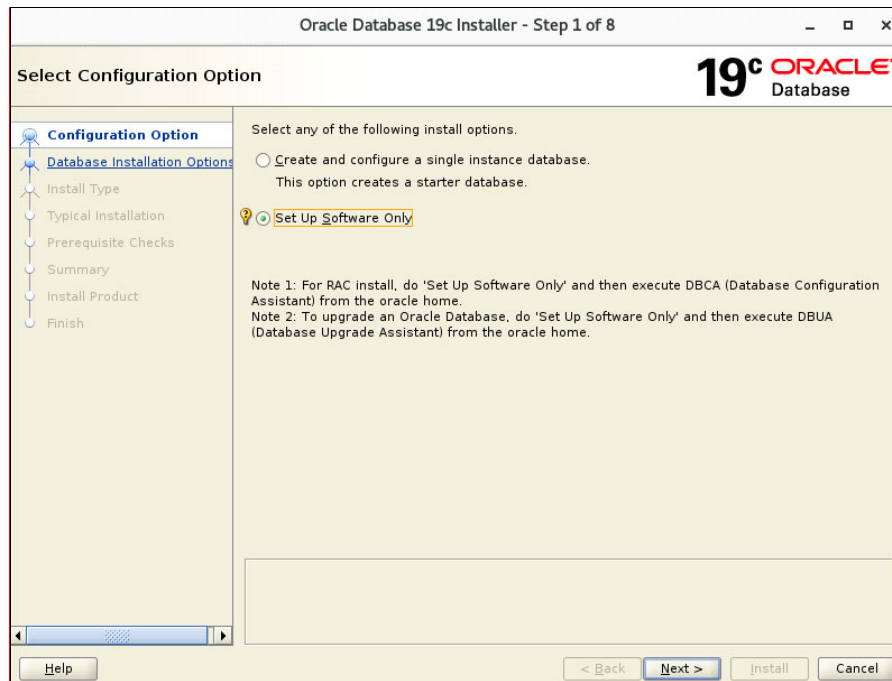 Oracle Database 19c Installer - Step 1 of 8
Select Configuration Option
19c ORACLE
Database
Configuration Option
Database Installation Options
Install Type
Typical Installation
Prerequisite Checks
Summary
Install Product
Finish
Select any of the following install options.
Create and configure a single instance database.
This option creates a starter database.
Set Up Software Only
Note 1: For RAC install, do 'Set Up Software Only' and then execute DBCA (Database Configuration
Assistant) from the oracle home.
Note 2: To upgrade an Oracle Database, do 'Set Up Software Only' and then execute DBUA
(Database Upgrade Assistant) from the oracle home.
Help
< Back
Next >
Install
Cancel